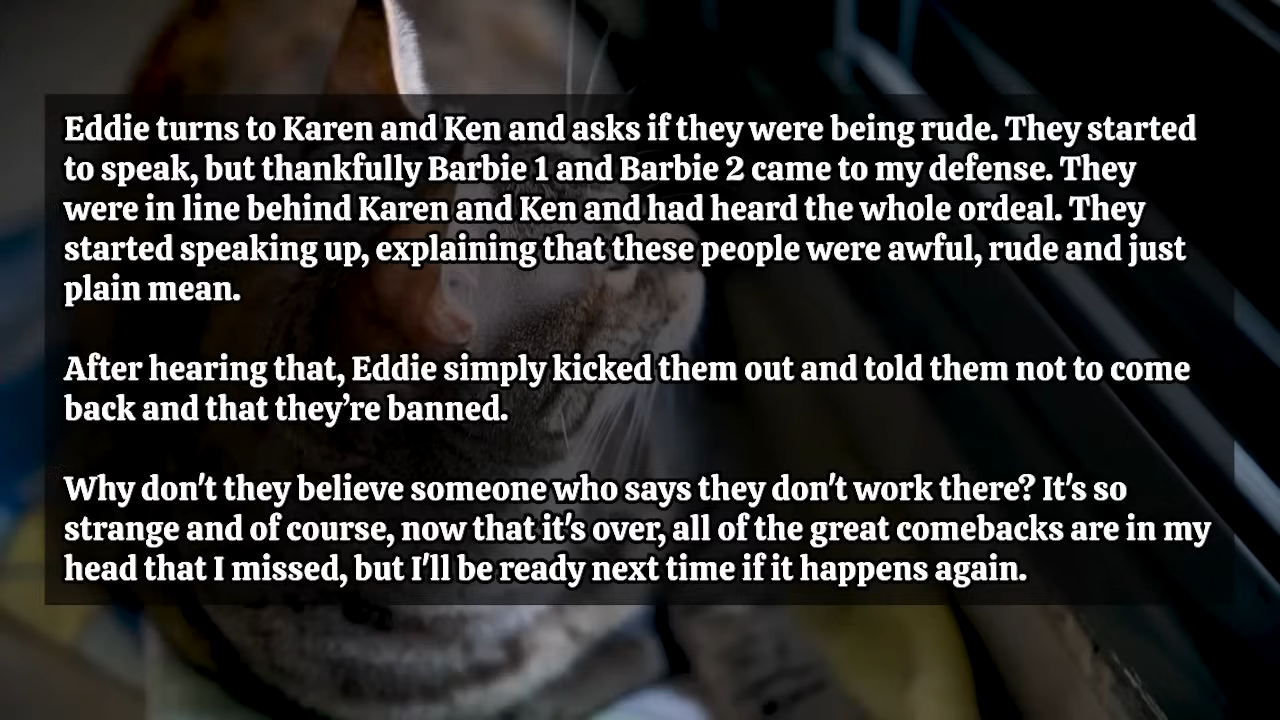 Eddie turns to Karen and Ken and asks if they were being rude. They started
to speak, but thankfully Barbie 1 and Barbie 2 came to my defense. They
were in line behind Karen and Ken and had heard the whole ordeal. They
started speaking up, explaining that these people were awful, rude and just
plain mean.
After hearing that, Eddie simply kicked them out and told them not to come
back and that they’re banned.
Why don't they believe someone who says they don't work there? It's so
strange and of course, now that it's over, all of the great comebacks are in my
head that I missed, but I'll be ready next time if it happens again.